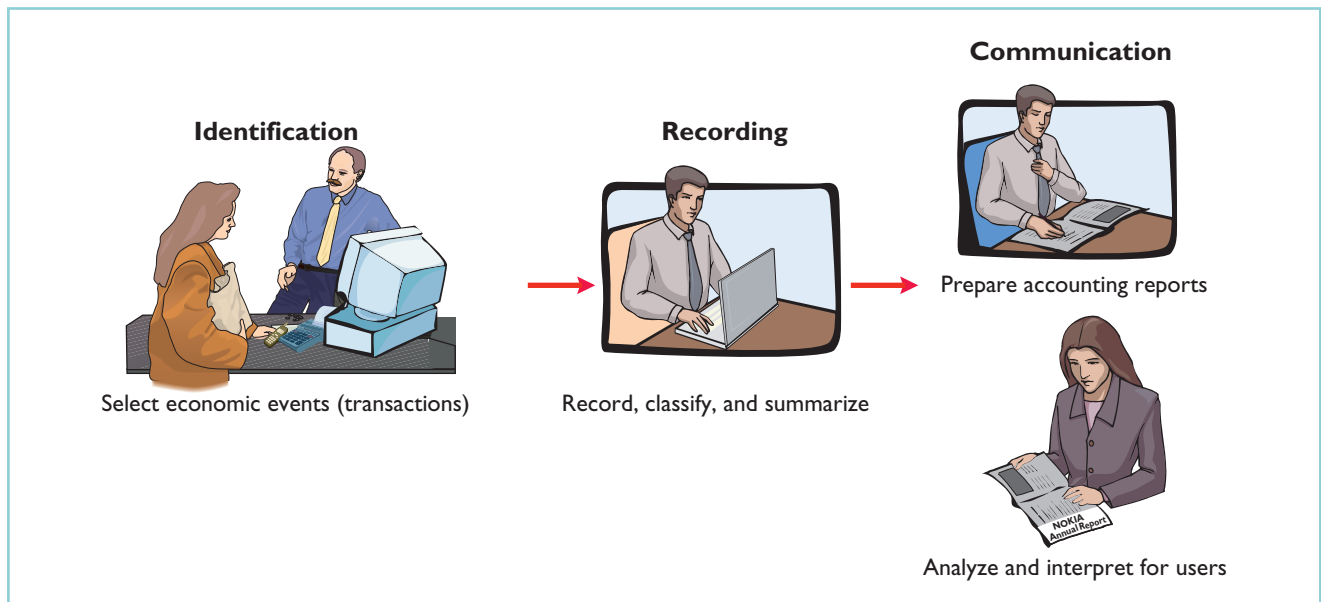 Identification
Select economic events (transactions)
Recording
Record, classify, and summarize
Communication
Prepare accounting reports
NOKIA
Annual Report
Analyze and interpret for users